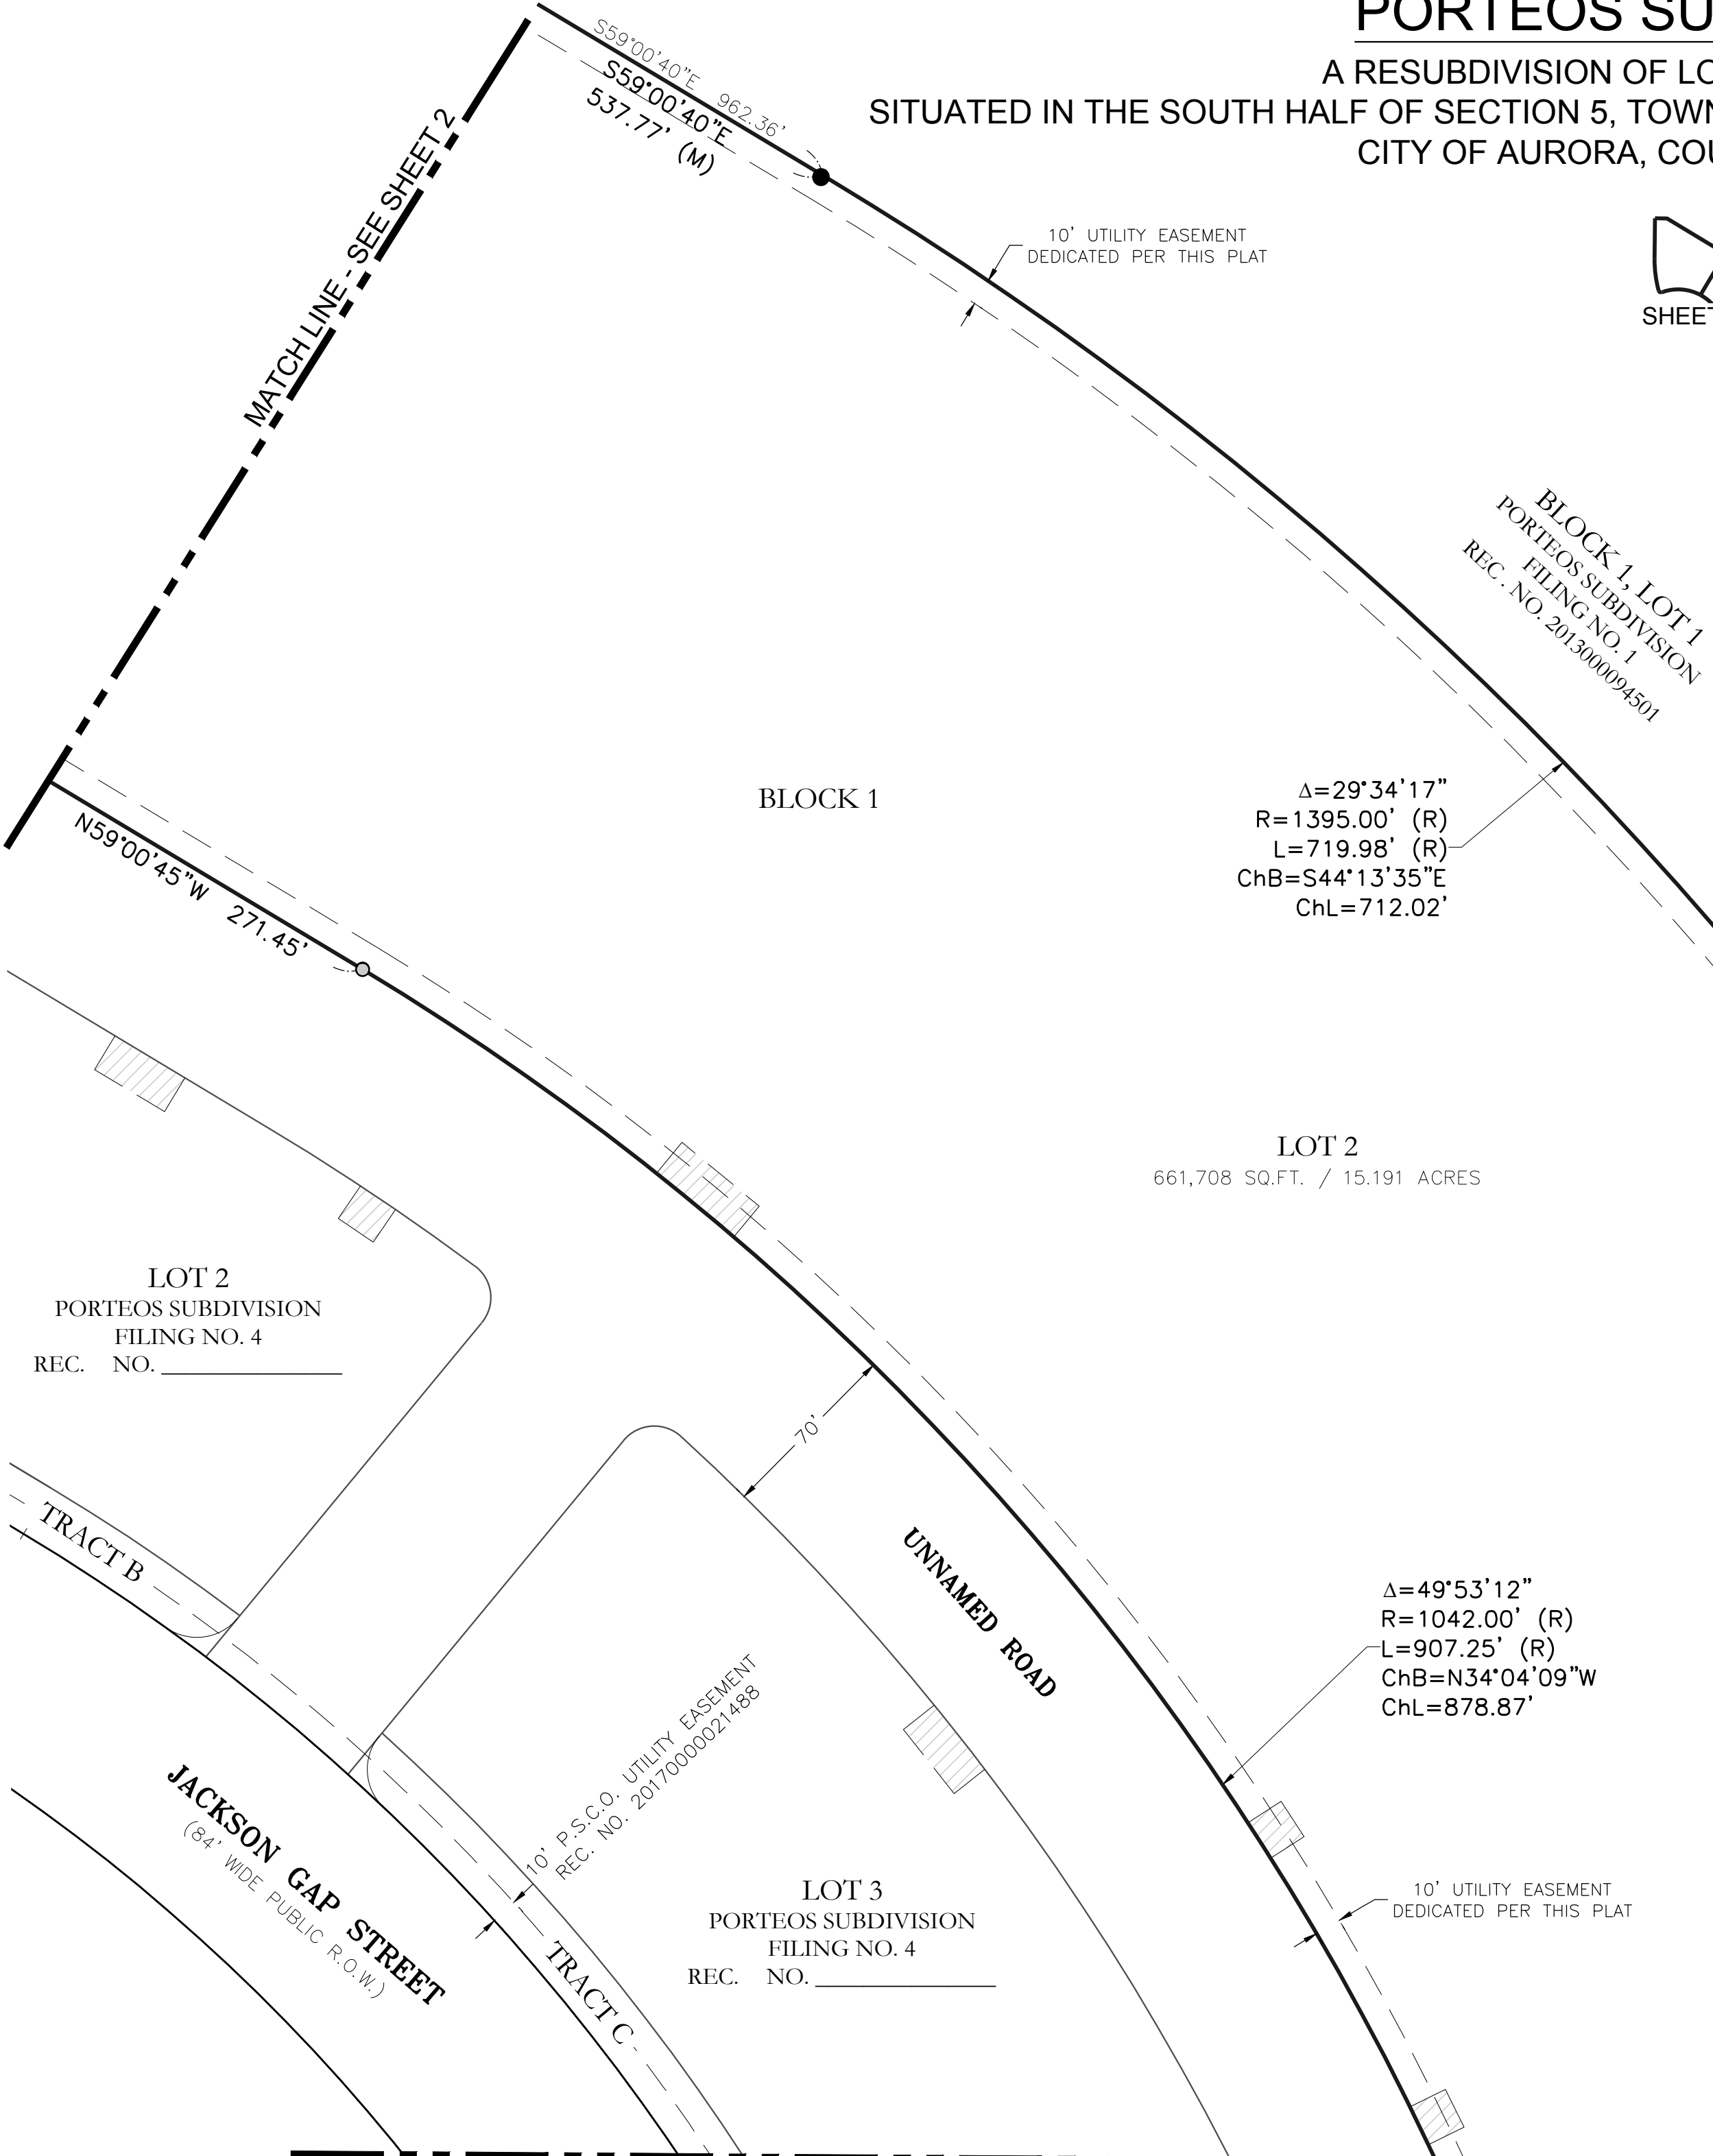 PORTEOS SU
A RESUBDIVISION OF LO
SITUATED IN THE SOUTH HALF OF SECTION 5, TOWN
CITY OF AURORA, COU
S59°00'40"E 962.36'
S59°00'40"E
537.77' (M)
MATCH LINE - SEE SHEET 2
10' UTILITY EASEMENT
DEDICATED PER THIS PLAT
SHEET
BLOCK 1, LOT 1
PORTEOS SUBDIVISION
FILING NO. 1
REC. NO. 2013000094501
BLOCK 1
Δ=29°34'17"
R=1395.00' (R)
L=719.98' (R)
ChB=S44°13'35"E
ChL=712.02'
N59°00'45"W 271.45'
LOT 2
661,708 SQ.FT. / 15.191 ACRES
LOT 2
PORTEOS SUBDIVISION
FILING NO. 4
REC. NO. _______________
70'
TRACT B
UNNAMED ROAD
Δ=49°53'12"
R=1042.00' (R)
L=907.25' (R)
ChB=N34°04'09"W
ChL=878.87'
10' P.S.C.O. UTILITY EASEMENT
REC. NO. 2017000021488
JACKSON GAP STREET
(84' WIDE PUBLIC R.O.W.)
LOT 3
PORTEOS SUBDIVISION
FILING NO. 4
REC. NO. _______________
10' UTILITY EASEMENT
DEDICATED PER THIS PLAT
TRACT C